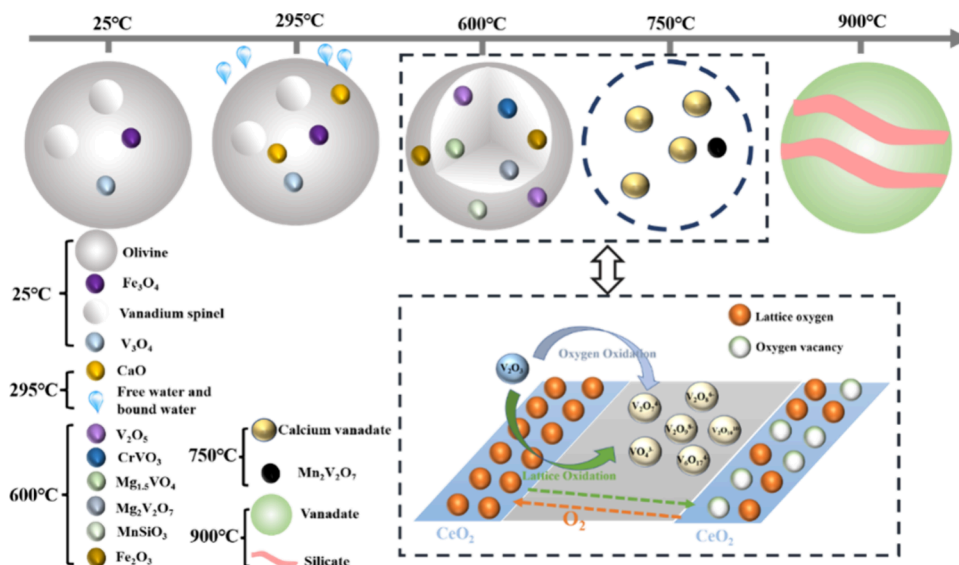 25°C 295°C 600°C 750°C 900°C
25°C
Olivine
Fe₃O₄
Vanadium spinel
V₃O₄
295°C
CaO
Free water and
bound water
600°C
V₂O₅
CrVO₃
Mg₁.₅VO₄
Mg₂V₂O₇
MnSiO₃
Fe₂O₃
750°C
Calcium vanadate
Mn₂V₂O₇
900°C
Vanadate
Silicate
Lattice oxygen
Oxygen vacancy
Oxygen Oxidation
V₂O₃
Lattice Oxidation
O₂
CeO₂ CeO₂